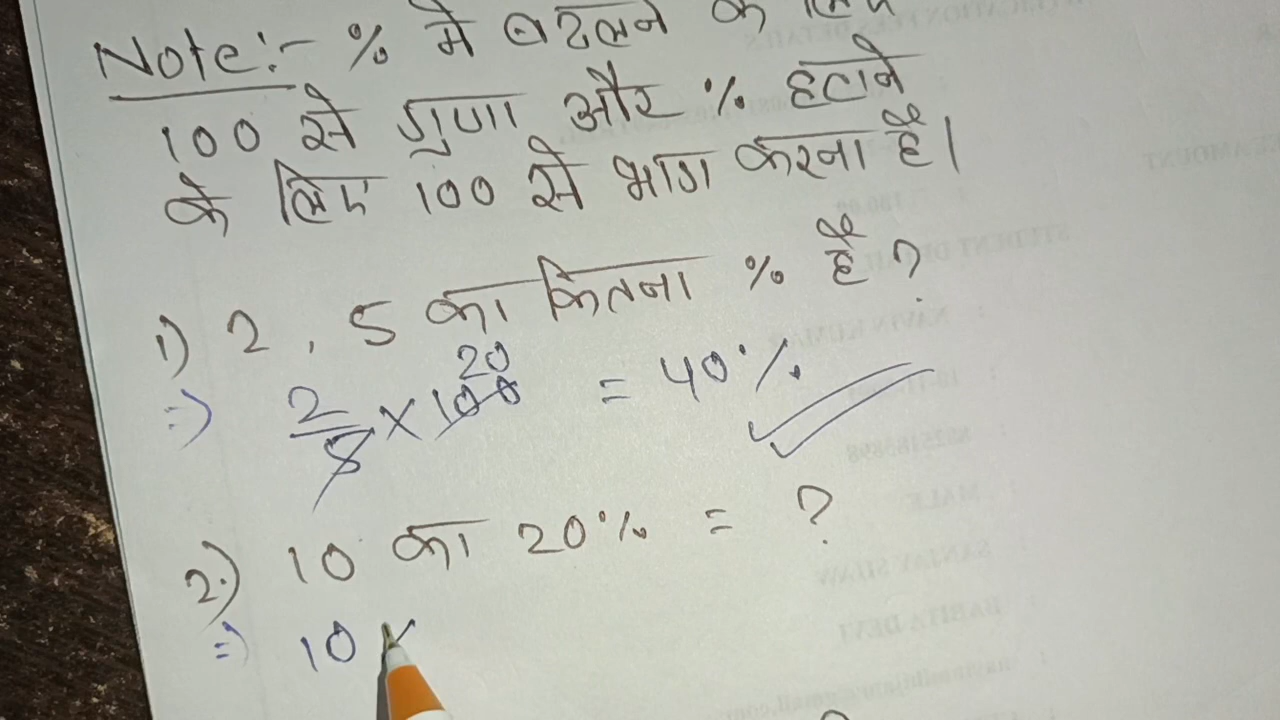 Note:- % में बदलने के लिए
100 से गुणा और % हटाने
के लिए 100 से भाग करना है।
1) 2, 5 का कितना % है?
=) 2/5 × 100 20 = 40%
2.) 10 का 20% = ?
=) 10 ×